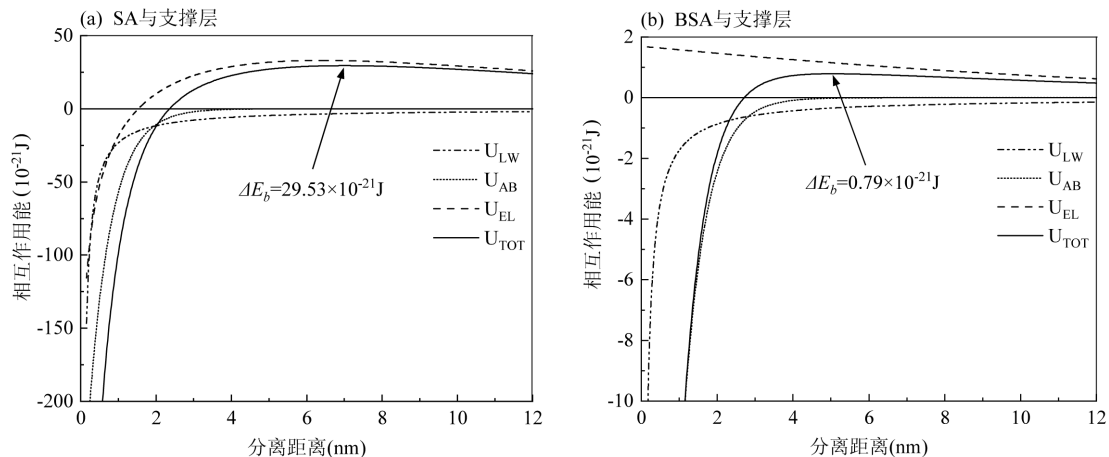 (a) SA与支撑层
50
0
-50
-100
-150
-200
0
2
4
6
8
10
12
相互作用能 (10⁻²¹J)
分离距离(nm)
ΔE_b=29.53×10⁻²¹J
U_LW
U_AB
U_EL
U_TOT
(b) BSA与支撑层
2
0
-2
-4
-6
-8
-10
0
2
4
6
8
10
12
相互作用能 (10⁻²¹J)
分离距离(nm)
ΔE_b=0.79×10⁻²¹J
U_LW
U_AB
U_EL
U_TOT